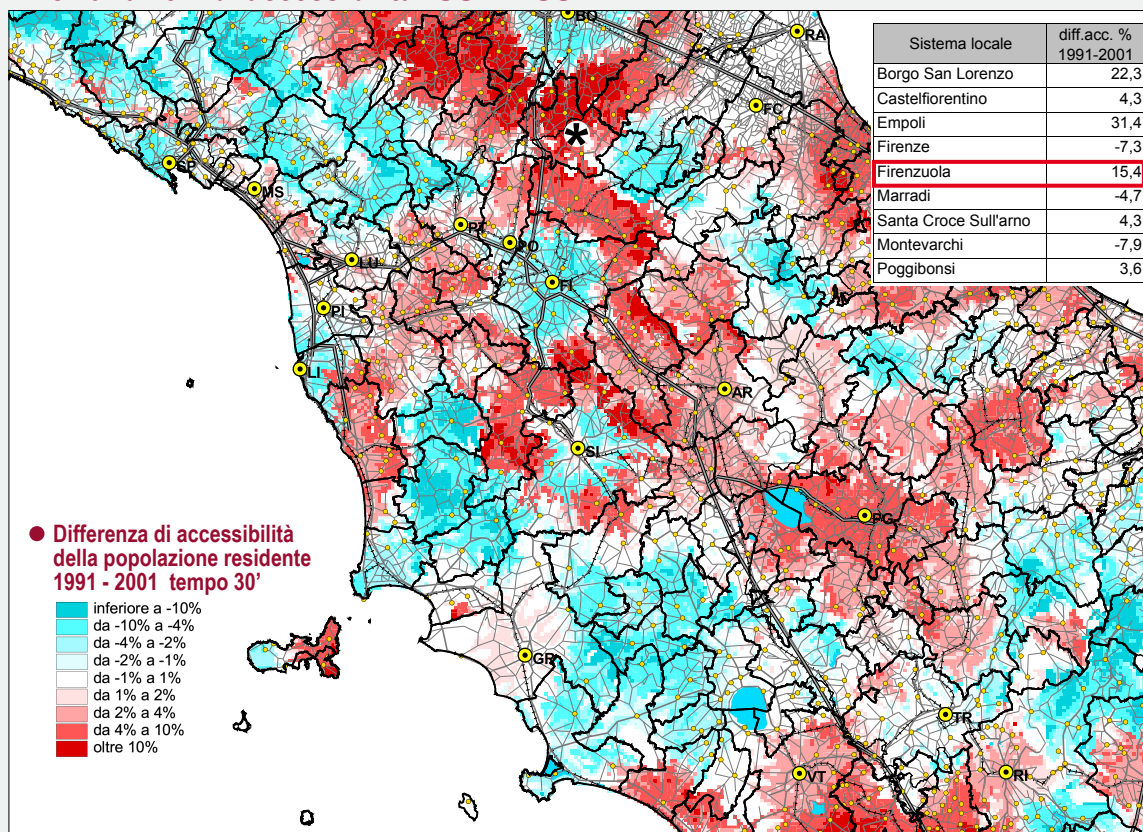 BO
RA
FC
SP
MS
PT
PO
LU
FI
PI
LI
AR
SI
PG
GR
TR
VT
RI
*
Sistema locale diff.acc. % 1991-2001
Borgo San Lorenzo 22,3
Castelfiorentino 4,3
Empoli 31,4
Firenze -7,3
Firenzuola 15,4
Marradi -4,7
Santa Croce Sull'arno 4,3
Montevarchi -7,9
Poggibonsi 3,6
● Differenza di accessibilità
della popolazione residente
1991 - 2001 tempo 30’
inferiore a -10%
da -10% a -4%
da -4% a -2%
da -2% a -1%
da -1% a 1%
da 1% a 2%
da 2% a 4%
da 4% a 10%
oltre 10%